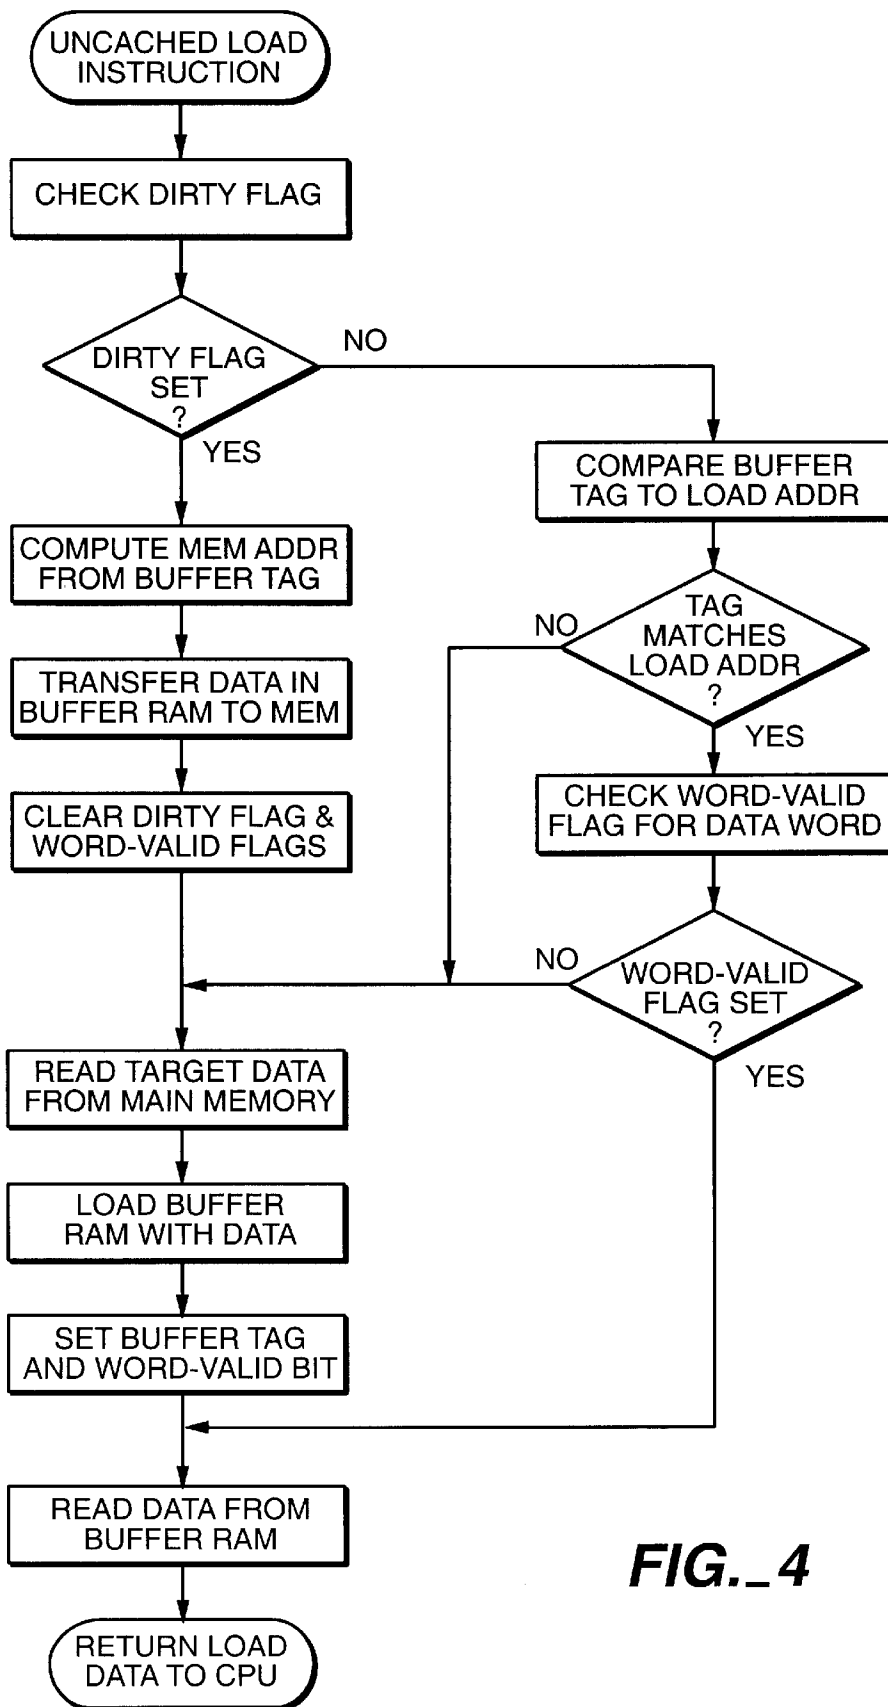 UNCACHED LOAD
INSTRUCTION
CHECK DIRTY FLAG
DIRTY FLAG
SET
?
NO
YES
COMPUTE MEM ADDR
FROM BUFFER TAG
TRANSFER DATA IN
BUFFER RAM TO MEM
CLEAR DIRTY FLAG &
WORD-VALID FLAGS
COMPARE BUFFER
TAG TO LOAD ADDR
TAG
MATCHES
LOAD ADDR
?
NO
YES
CHECK WORD-VALID
FLAG FOR DATA WORD
WORD-VALID
FLAG SET
?
NO
YES
READ TARGET DATA
FROM MAIN MEMORY
LOAD BUFFER
RAM WITH DATA
SET BUFFER TAG
AND WORD-VALID BIT
READ DATA FROM
BUFFER RAM
RETURN LOAD
DATA TO CPU
FIG._4